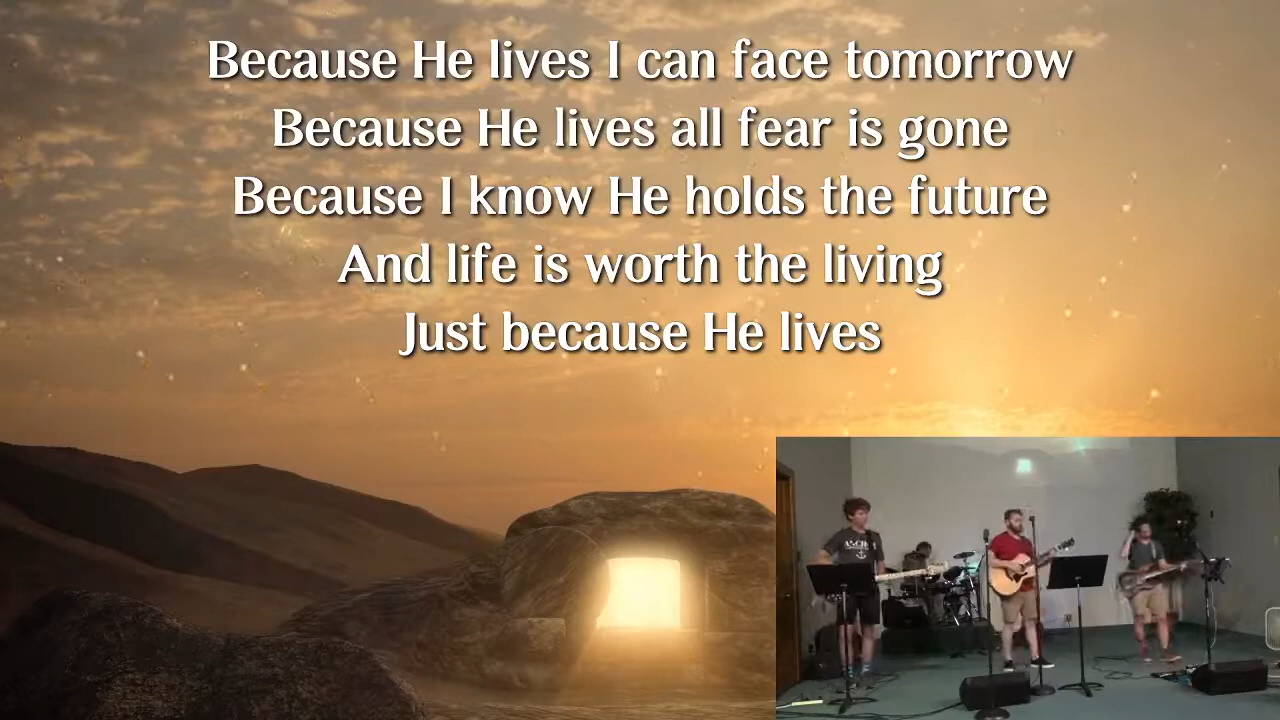 Because He lives I can face tomorrow
Because He lives all fear is gone
Because I know He holds the future
And life is worth the living
Just because He lives